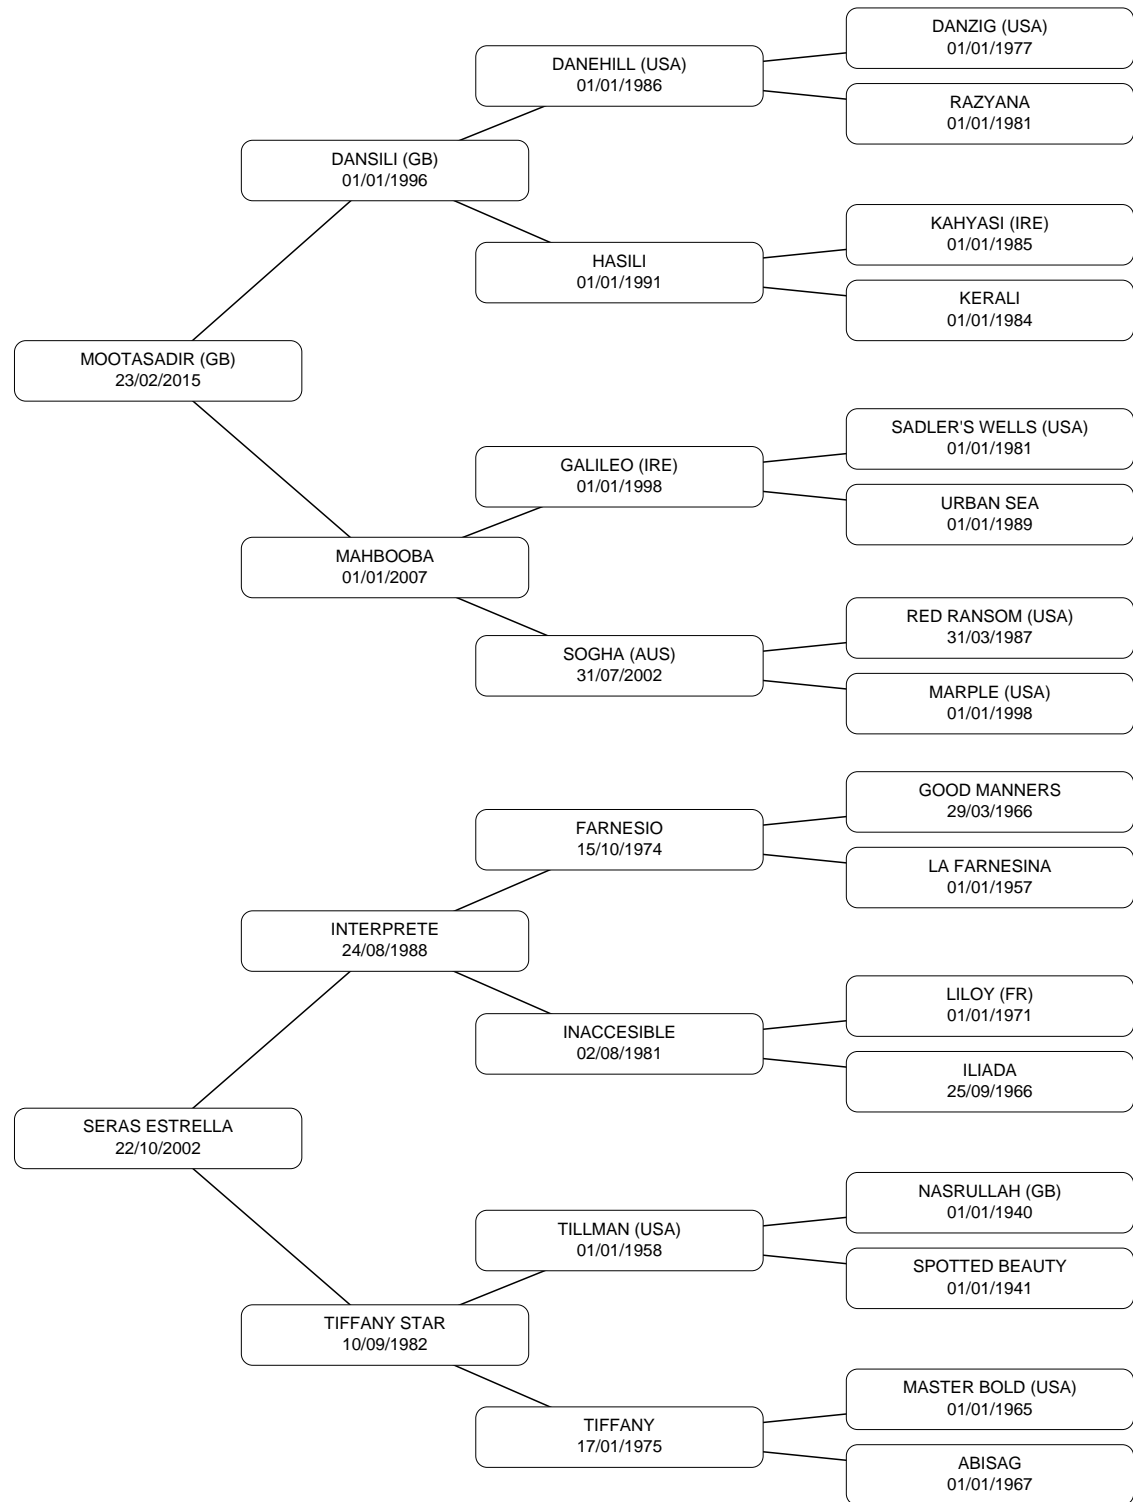 DANZIG (USA)
01/01/1977
DANEHILL (USA)
01/01/1986
RAZYANA
01/01/1981
DANSILI (GB)
01/01/1996
KAHYASI (IRE)
01/01/1985
HASILI
01/01/1991
KERALI
01/01/1984
MOOTASADIR (GB)
23/02/2015
SADLER'S WELLS (USA)
01/01/1981
GALILEO (IRE)
01/01/1998
URBAN SEA
01/01/1989
MAHBOOBA
01/01/2007
RED RANSOM (USA)
31/03/1987
SOGHA (AUS)
31/07/2002
MARPLE (USA)
01/01/1998
GOOD MANNERS
29/03/1966
FARNESIO
15/10/1974
LA FARNESINA
01/01/1957
INTERPRETE
24/08/1988
LILOY (FR)
01/01/1971
INACCESIBLE
02/08/1981
ILIADA
25/09/1966
SERAS ESTRELLA
22/10/2002
NASRULLAH (GB)
01/01/1940
TILLMAN (USA)
01/01/1958
SPOTTED BEAUTY
01/01/1941
TIFFANY STAR
10/09/1982
MASTER BOLD (USA)
01/01/1965
TIFFANY
17/01/1975
ABISAG
01/01/1967